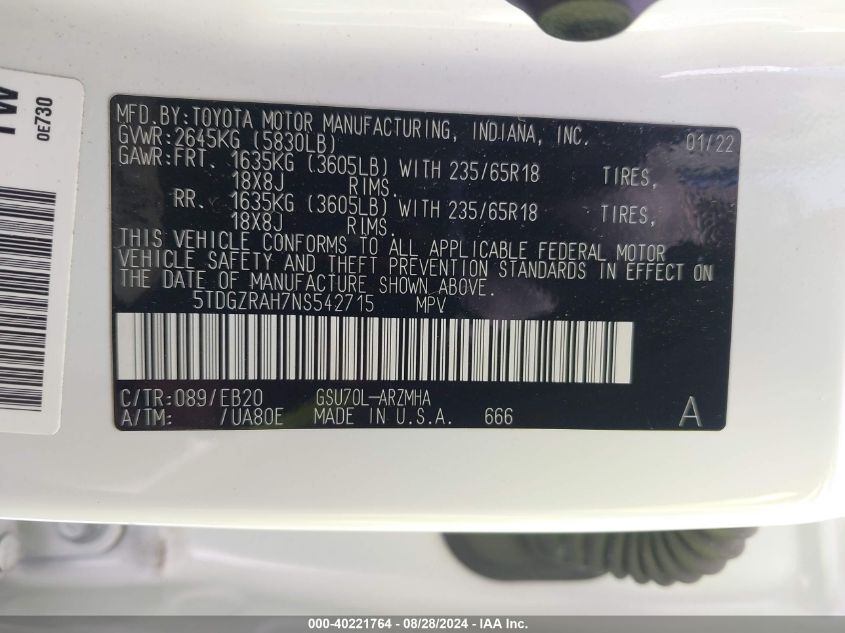 MFD.BY:TOYOTA MOTOR MANUFACTURING, INDIANA, INC. 01/22
GVWR:2645KG (5830LB)
GAWR:FRT. 1635KG (3605LB) WITH 235/65R18 TIRES,
18X8J RIMS.
RR. 1635KG (3605LB) WITH 235/65R18 TIRES,
18X8J RIMS.
THIS VEHICLE CONFORMS TO ALL APPLICABLE FEDERAL MOTOR
VEHICLE SAFETY AND THEFT PREVENTION STANDARDS IN EFFECT ON
THE DATE OF MANUFACTURE SHOWN ABOVE.
5TDGZRAH7NS542715 MPV
C/TR:089/EB20 GSU70L-ARZMHA
A/TM: /UA80E MADE IN U.S.A. 666 A
0E730
000-40221764 / 08/28/2024 - IAA Inc.